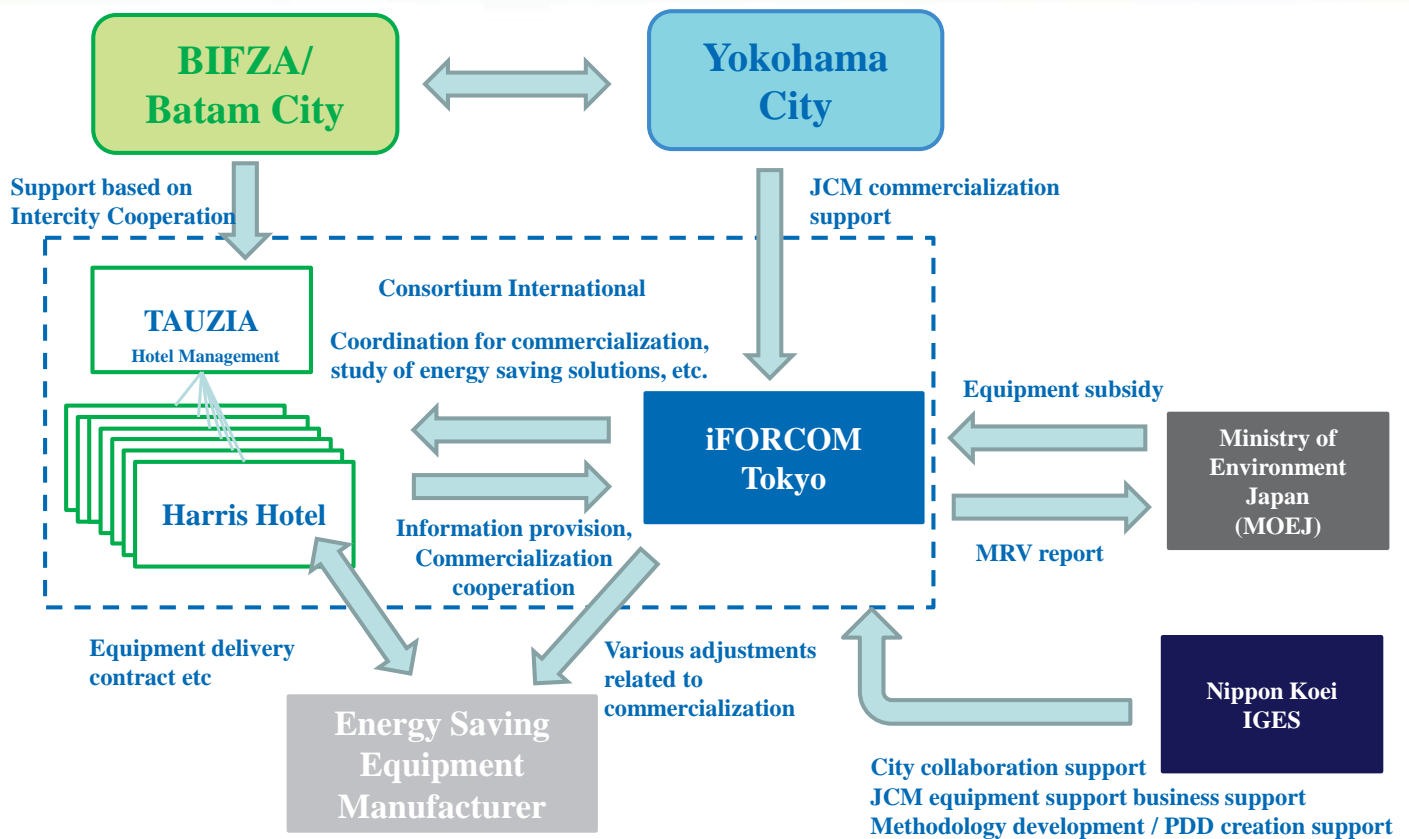 BIFZA/
Batam City
Yokohama
City
Support based on
Intercity Cooperation
JCM commercialization
support
TAUZIA
Hotel Management
Consortium International
Coordination for commercialization,
study of energy saving solutions, etc.
Harris Hotel
iFORCOM
Tokyo
Equipment subsidy
Ministry of
Environment
Japan
(MOEJ)
Information provision,
Commercialization
cooperation
MRV report
Equipment delivery
contract etc
Various adjustments
related to
commercialization
Energy Saving
Equipment
Manufacturer
Nippon Koei
IGES
City collaboration support
JCM equipment support business support
Methodology development / PDD creation support